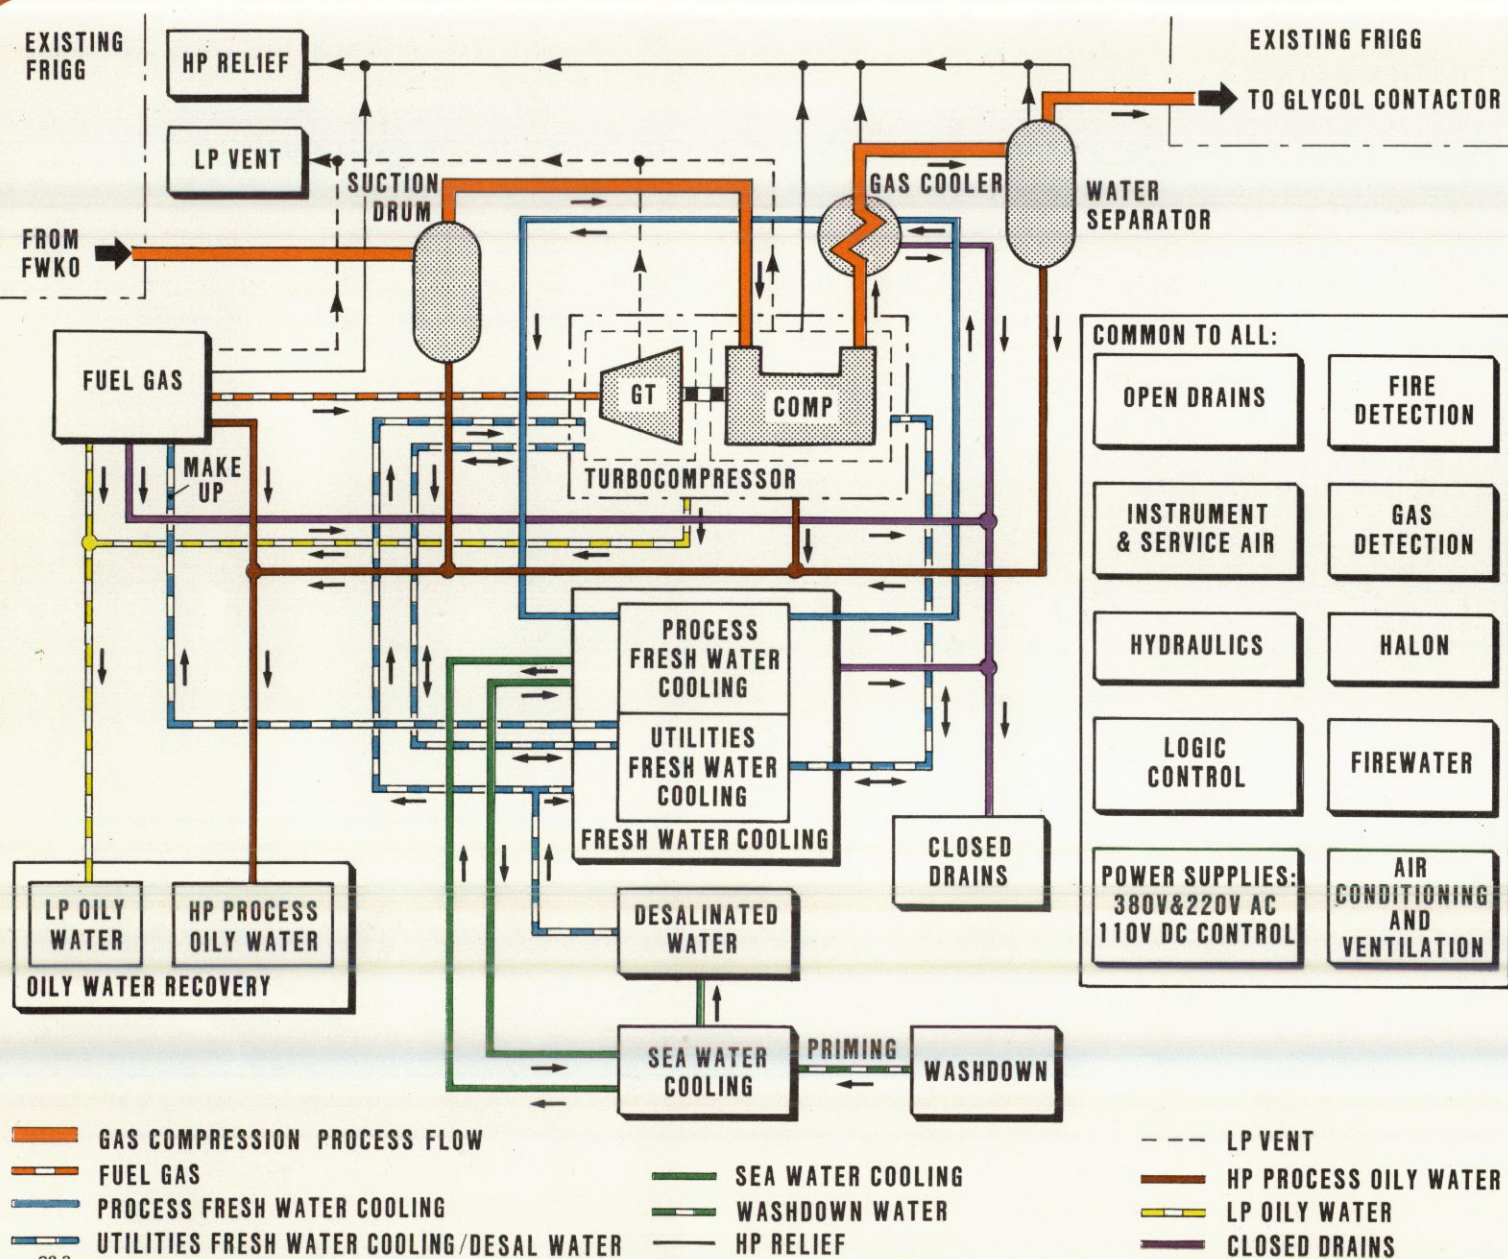 EXISTING
FRIGG
HP RELIEF
EXISTING FRIGG
TO GLYCOL CONTACTOR
LP VENT
SUCTION
DRUM
GAS COOLER
WATER
SEPARATOR
FROM
FWKO
FUEL GAS
GT
COMP
TURBOCOMPRESSOR
MAKE
UP
COMMON TO ALL:
OPEN DRAINS
FIRE
DETECTION
INSTRUMENT
& SERVICE AIR
GAS
DETECTION
HYDRAULICS
HALON
LOGIC
CONTROL
FIREWATER
POWER SUPPLIES:
380V&220V AC
110V DC CONTROL
AIR
CONDITIONING
AND
VENTILATION
PROCESS
FRESH WATER
COOLING
UTILITIES
FRESH WATER
COOLING
FRESH WATER COOLING
CLOSED
DRAINS
LP OILY
WATER
HP PROCESS
OILY WATER
OILY WATER RECOVERY
DESALINATED
WATER
SEA WATER
COOLING
PRIMING
WASHDOWN
GAS COMPRESSION PROCESS FLOW
FUEL GAS
PROCESS FRESH WATER COOLING
UTILITIES FRESH WATER COOLING/DESAL WATER
SEA WATER COOLING
WASHDOWN WATER
HP RELIEF
LP VENT
HP PROCESS OILY WATER
LP OILY WATER
CLOSED DRAINS